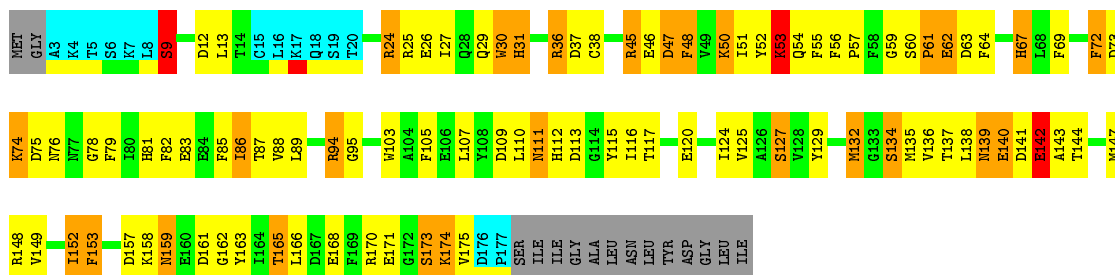 MET GLY A3 K4 T5 S6 K7 L8 S9 D12 L13 T14 C15 L16 K17 Q18 S19 T20 R24 R25 E26 I27 Q28 Q29 W30 H31 R36 D37 C38 R45 E46 D47 F48 V49 K50 I51 Y52 K53 Q54 F55 F56 P57 F58 G59 S60 P61 E62 D63 F64 H67 L68 F69 F72
K74 D75 N76 N77 G78 F79 I80 H81 F82 E83 E84 F85 I86 T87 V88 L89 R94 G95 W103 A104 F105 E106 L107 Y108 D109 L110 N111 H112 D113 G114 Y115 I116 T117 E120 I124 V125 A126 S127 V128 Y129 M132 G133 S134 M135 V136 T137 L138 N139 E140 D141 E142 A143 T144 M147
R148 V149 I152 F153 D157 K158 N159 E160 D161 G162 Y163 I164 T165 L166 D167 E168 F169 R170 E171 G172 S173 K174 V175 D176 P177 SER ILE ILE GLY ALA LEU ASN LEU TYR ASP GLY LEU ILE